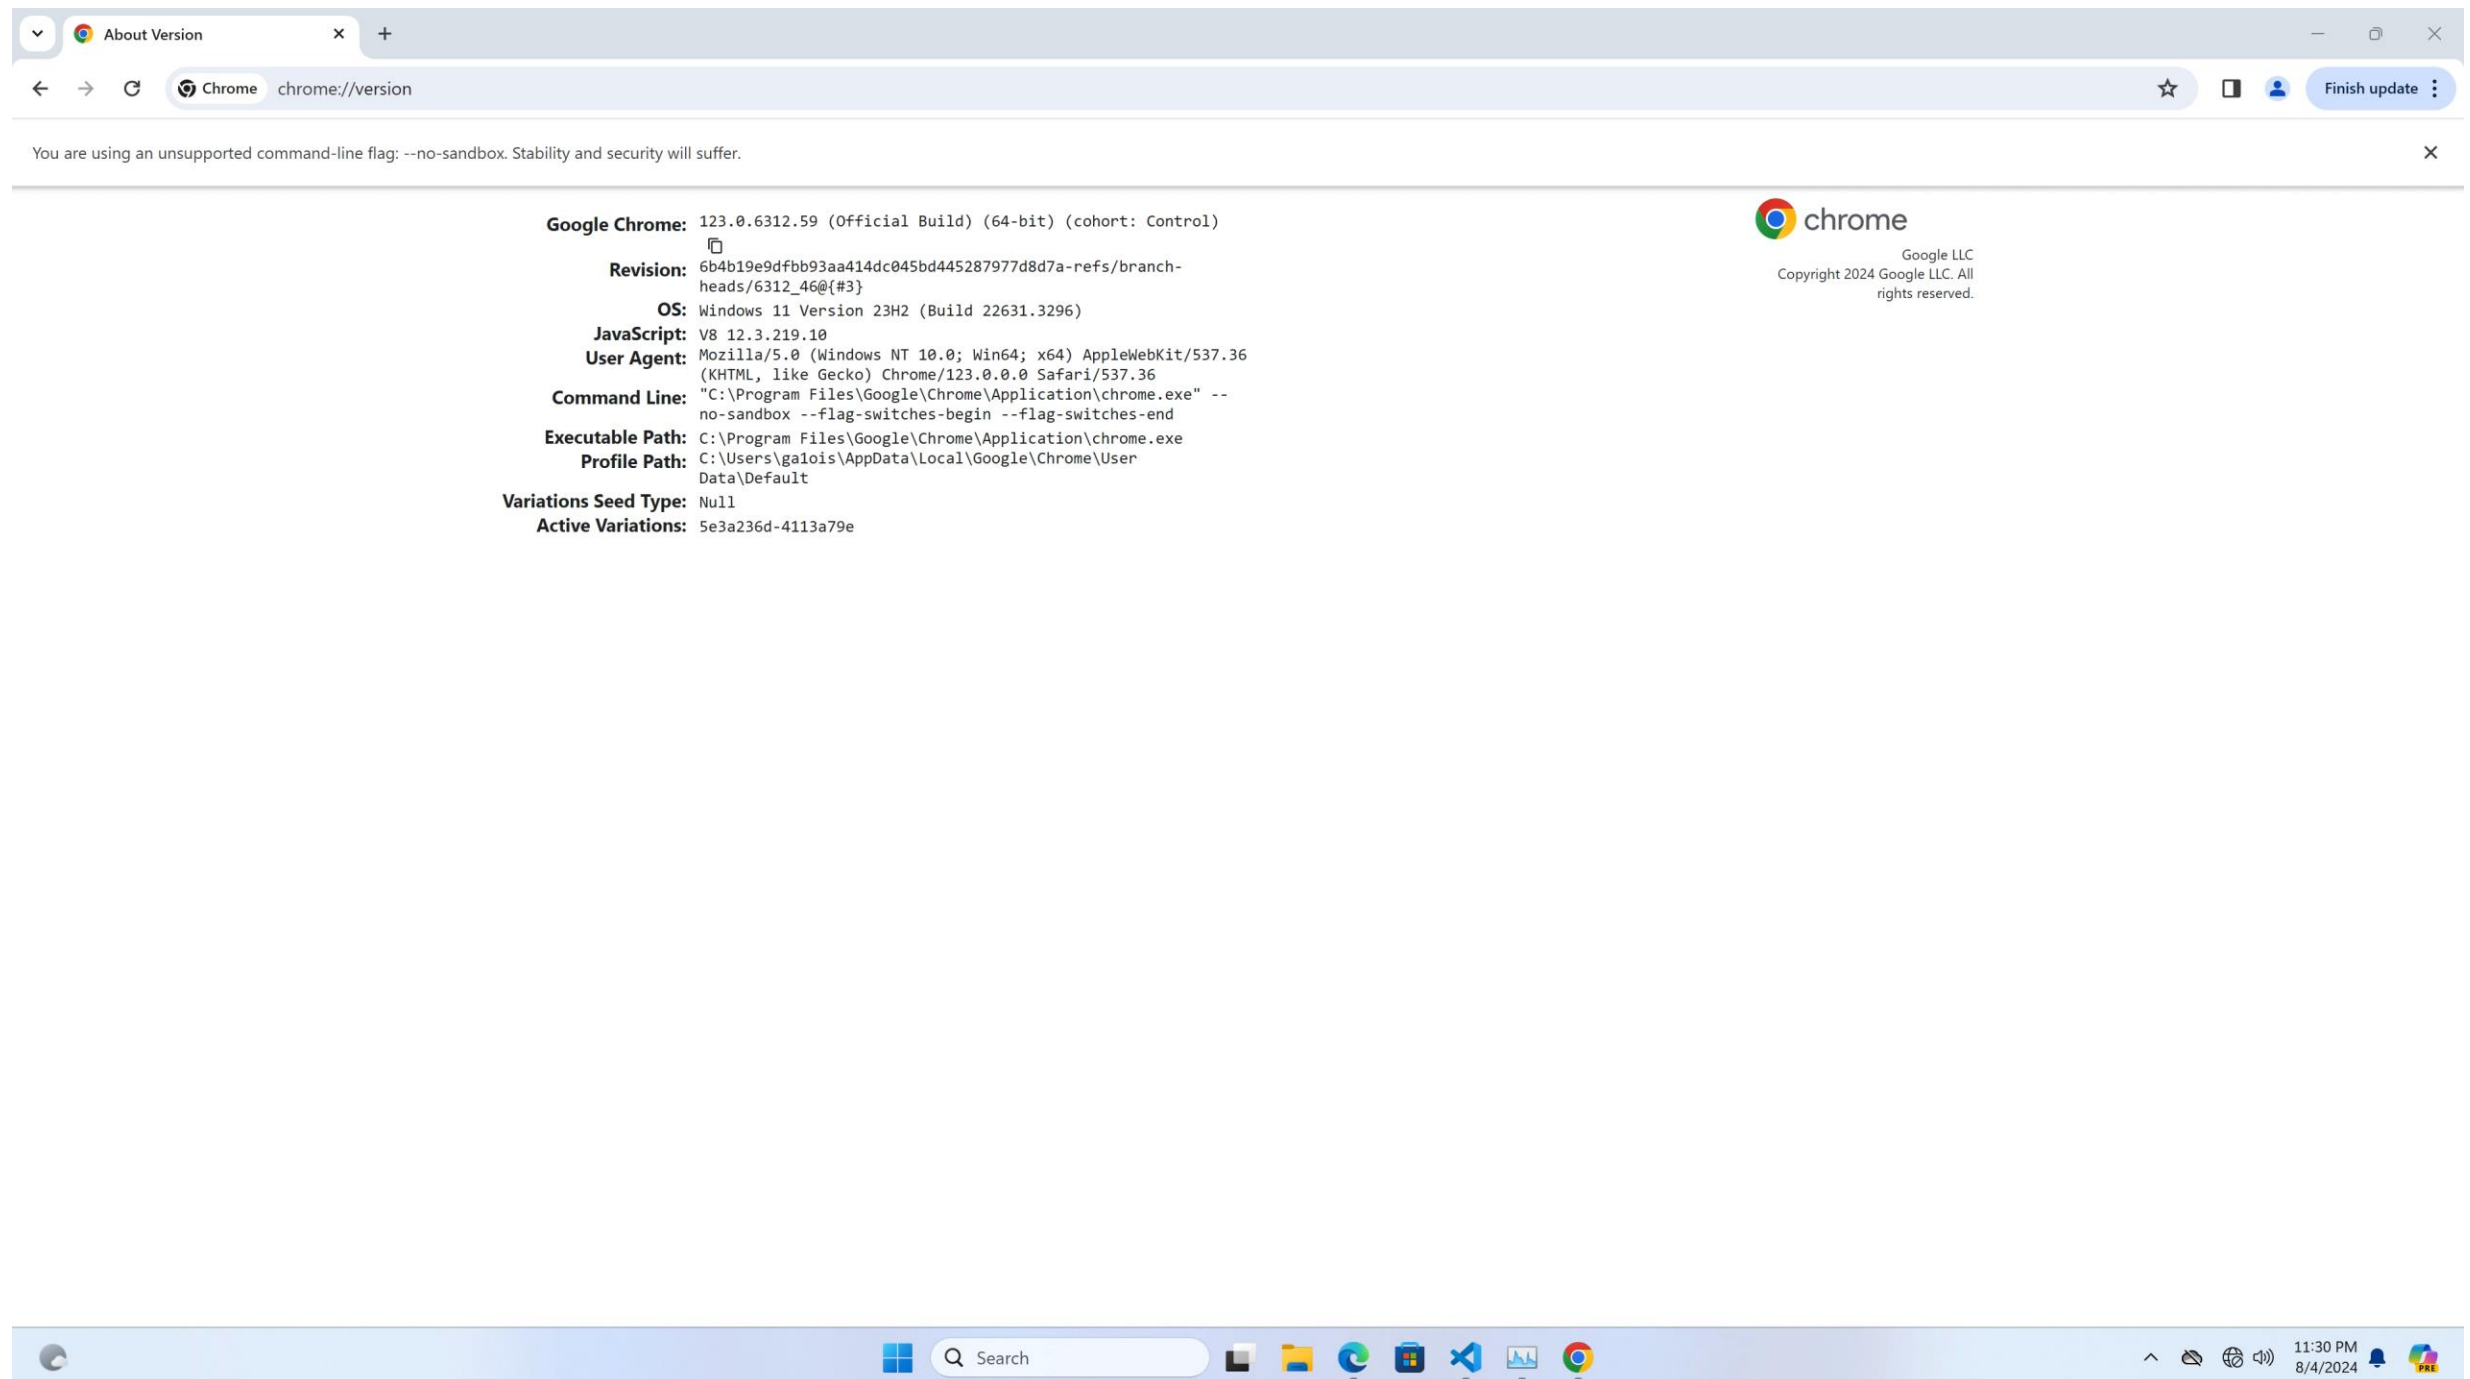 About Version
Chrome chrome://version
Finish update
You are using an unsupported command-line flag: --no-sandbox. Stability and security will suffer.
Google Chrome: 123.0.6312.59 (Official Build) (64-bit) (cohort: Control)
Revision: 6b4b19e9dfbb93aa414dc045bd445287977d8d7a-refs/branch-
heads/6312_46@{#3}
OS: Windows 11 Version 23H2 (Build 22631.3296)
JavaScript: V8 12.3.219.10
User Agent: Mozilla/5.0 (Windows NT 10.0; Win64; x64) AppleWebKit/537.36
(KHTML, like Gecko) Chrome/123.0.0.0 Safari/537.36
Command Line: "C:\Program Files\Google\Chrome\Application\chrome.exe" --
no-sandbox --flag-switches-begin --flag-switches-end
Executable Path: C:\Program Files\Google\Chrome\Application\chrome.exe
Profile Path: C:\Users\ga1ois\AppData\Local\Google\Chrome\User
Data\Default
Variations Seed Type: Null
Active Variations: 5e3a236d-4113a79e
chrome
Google LLC
Copyright 2024 Google LLC. All
rights reserved.
Search
11:30 PM
8/4/2024
PRE